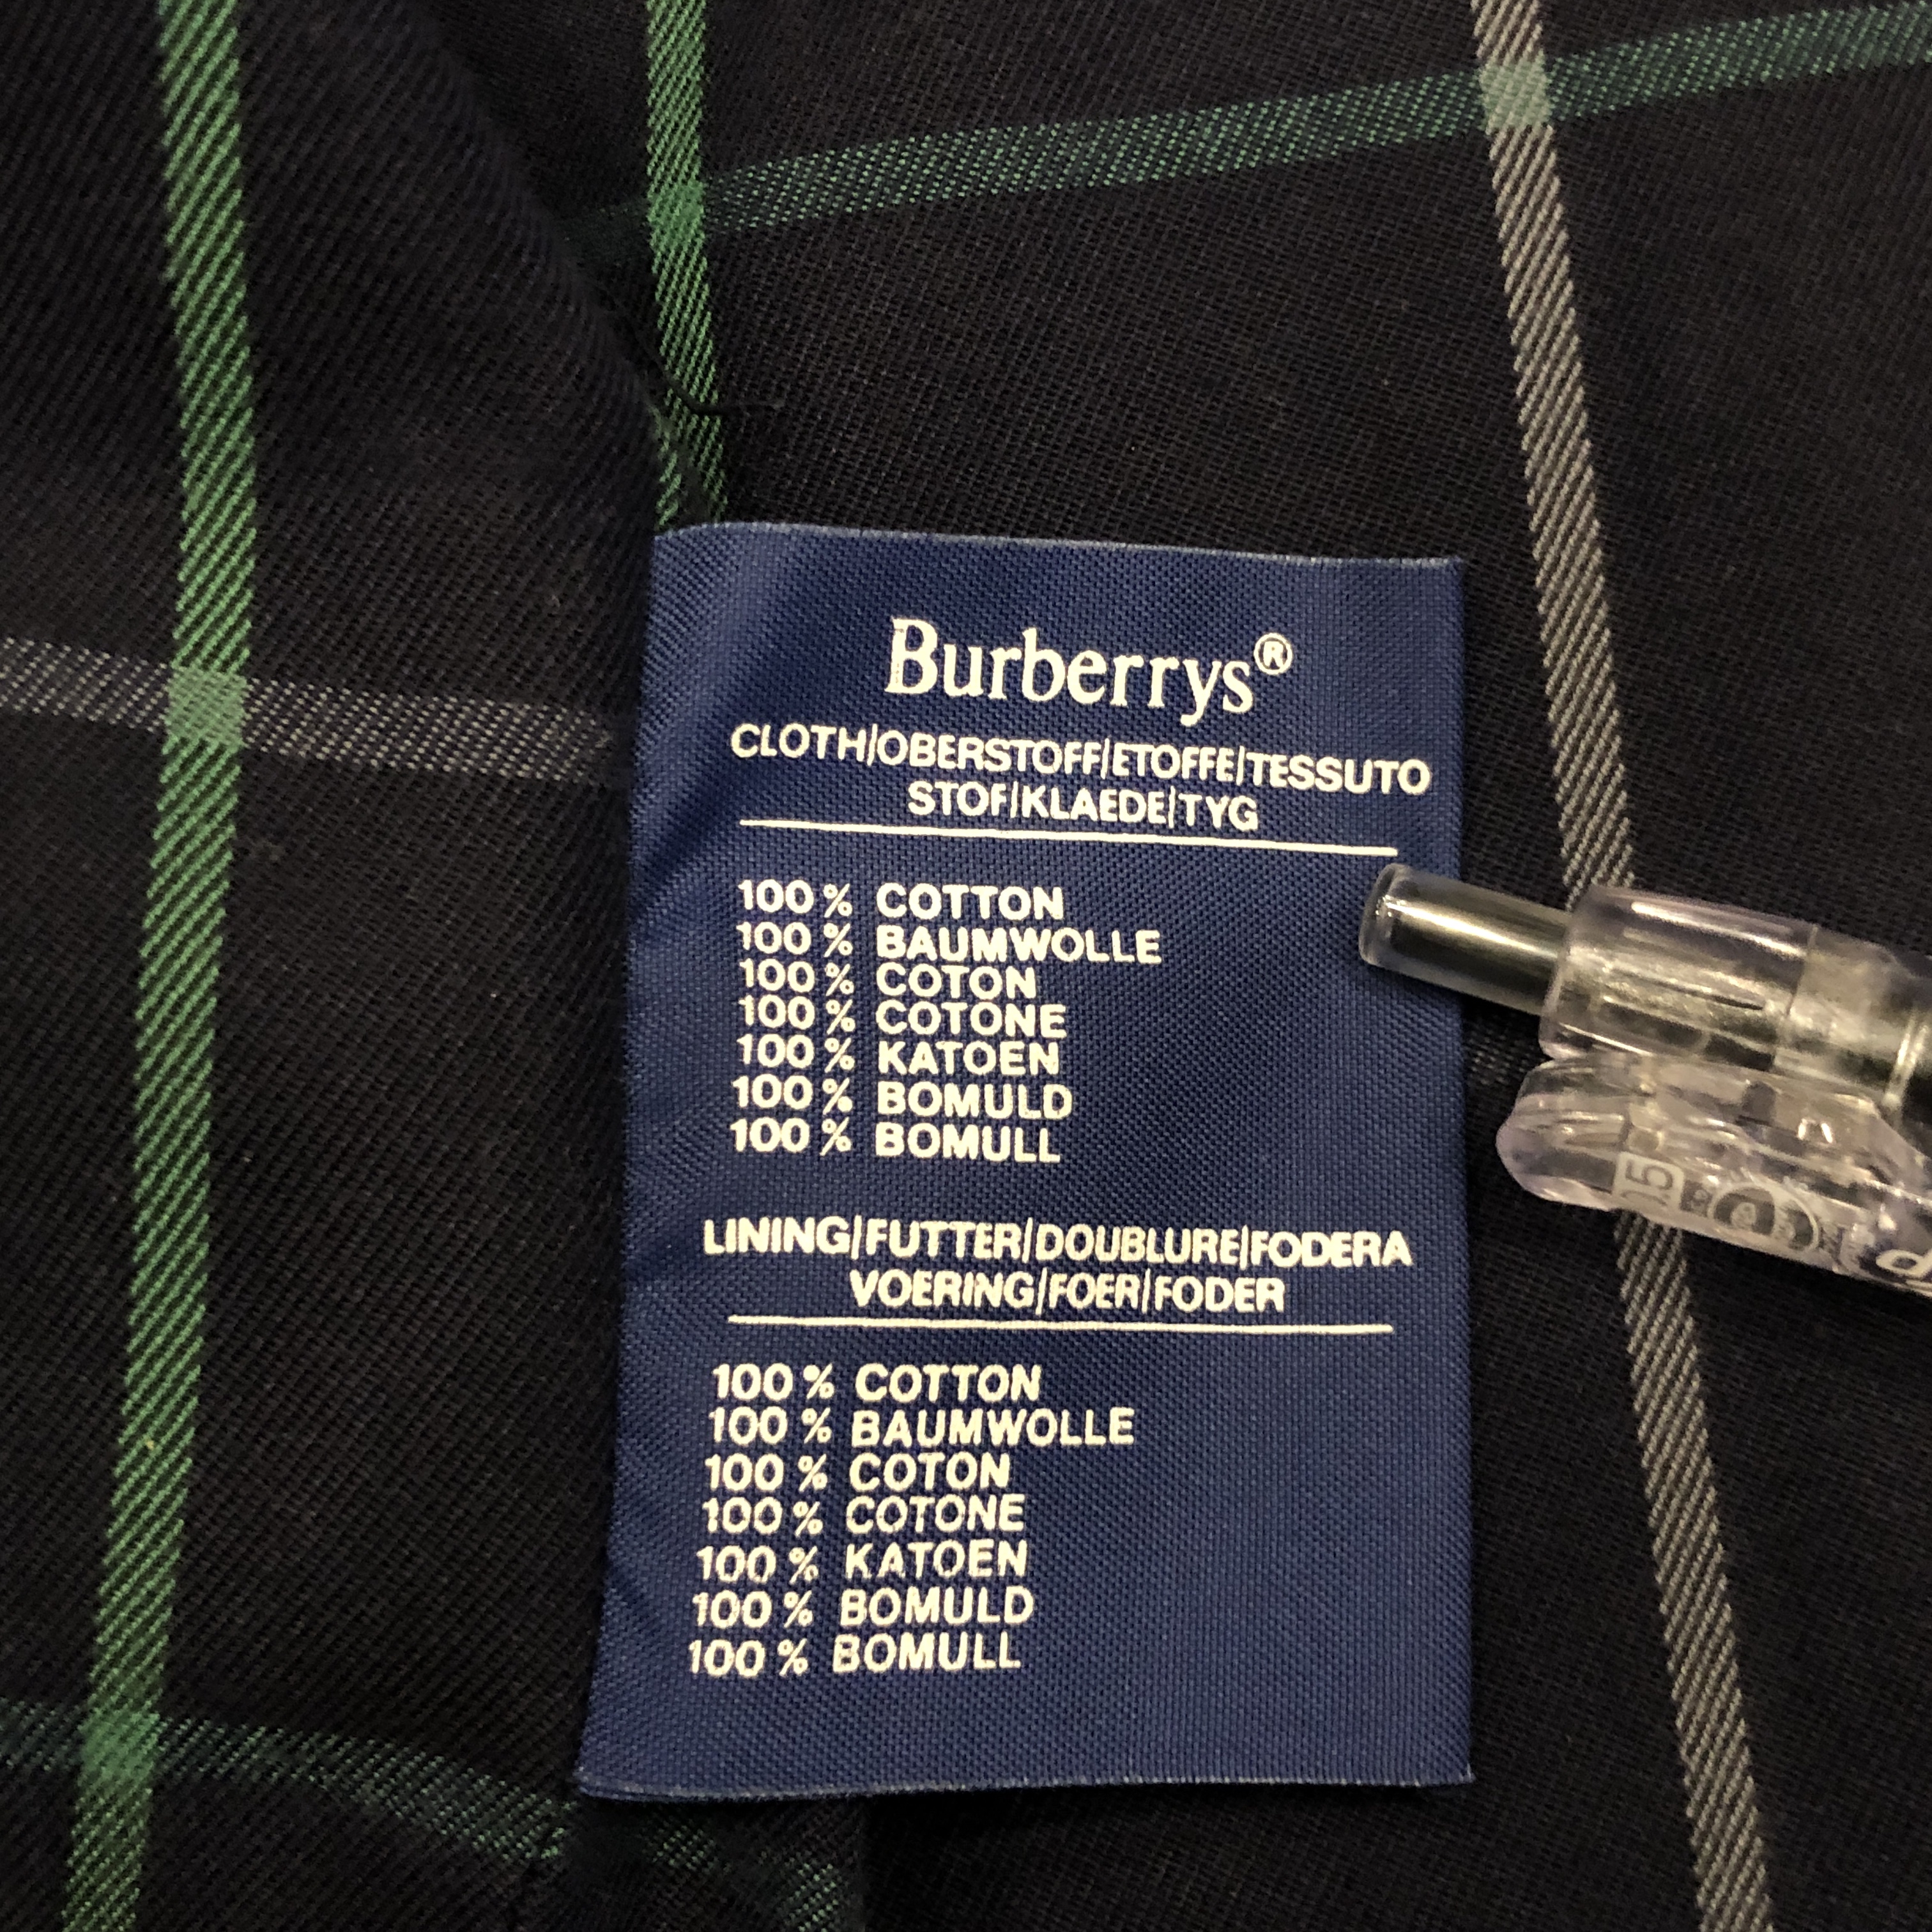 Burberrys®
CLOTH/OBERSTOFF/ETOFFE/TESSUTO
STOF/KLAEDE/TYG
100 % COTTON
100 % BAUMWOLLE
100 % COTON
100 % COTONE
100 % KATOEN
100 % BOMULD
100 % BOMULL
LINING/FUTTER/DOUBLURE/FODERA
VOERING/FOER/FODER
100 % COTTON
100 % BAUMWOLLE
100 % COTON
100 % COTONE
100 % KATOEN
100 % BOMULD
100 % BOMULL